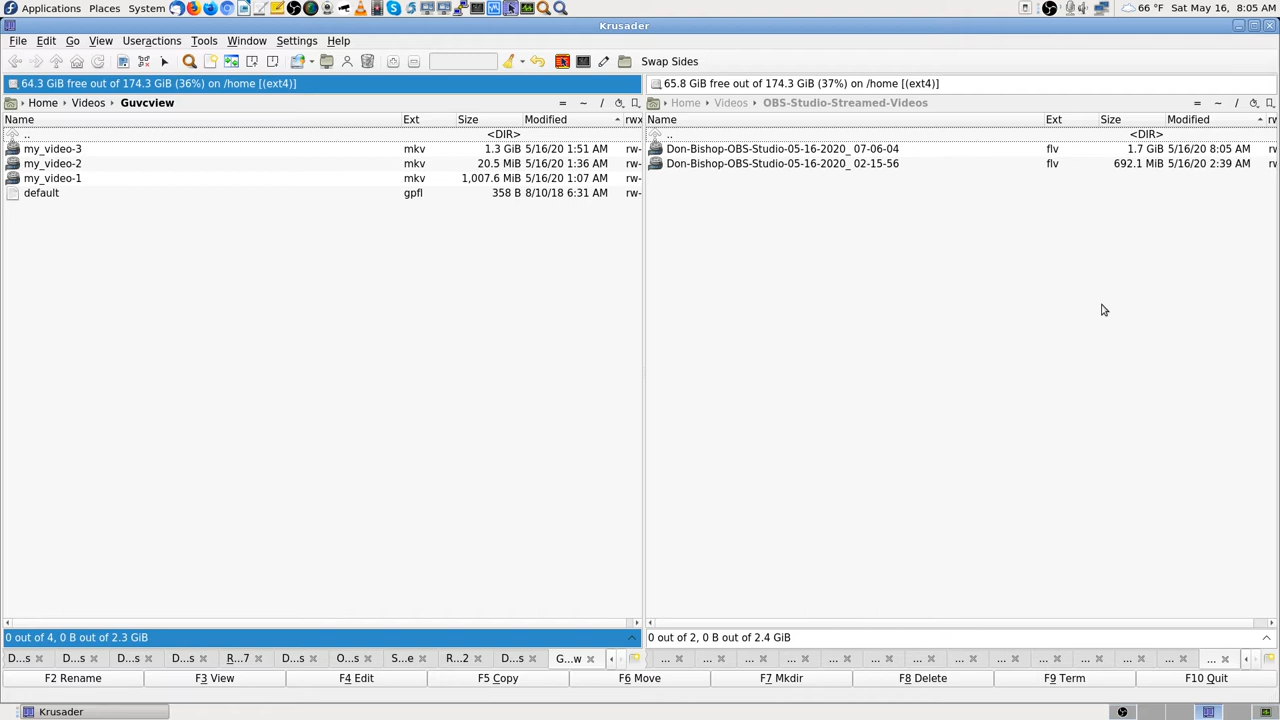 Applications Places System 66 °F Sat May 16, 8:05 AM
Krusader
File Edit Go View Useractions Tools Window Settings Help
Swap Sides
64.3 GiB free out of 174.3 GiB (36%) on /home [(ext4)]
65.8 GiB free out of 174.3 GiB (37%) on /home [(ext4)]
Home Videos Guvcview = ~ /
Home Videos OBS-Studio-Streamed-Videos = ~ /
Name Ext Size Modified rwx
Name Ext Size Modified rw
.. <DIR>
.. <DIR>
my_video-3 mkv 1.3 GiB 5/16/20 1:51 AM rw-
Don-Bishop-OBS-Studio-05-16-2020_ 07-06-04 flv 1.7 GiB 5/16/20 8:05 AM rw-
my_video-2 mkv 20.5 MiB 5/16/20 1:36 AM rw-
Don-Bishop-OBS-Studio-05-16-2020_ 02-15-56 flv 692.1 MiB 5/16/20 2:39 AM rw-
my_video-1 mkv 1,007.6 MiB 5/16/20 1:07 AM rw-
default gpfl 358 B 8/10/18 6:31 AM rw-
0 out of 4, 0 B out of 2.3 GiB
0 out of 2, 0 B out of 2.4 GiB
D...s D...s D...s D...s R...7 D...s O...s S...e R...2 D...s G...w
... ... ... ... ... ... ... ... ... ... ... ... ... ...
F2 Rename F3 View F4 Edit F5 Copy F6 Move F7 Mkdir F8 Delete F9 Term F10 Quit
Krusader